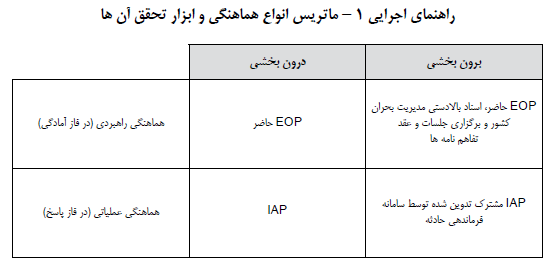 راهنمای اجرایی ۱ – ماتریس انواع هماهنگی و ابزار تحقق آن ها
برون بخشی
درون بخشی
EOP حاضر، اسناد بالادستی مدیریت بحران
کشور و برگزاری جلسات و عقد
تفاهم نامه ها
EOP حاضر
هماهنگی راهبردی (در فاز آمادگی)
IAP مشترک تدوین شده توسط سامانه
فرماندهی حادثه
IAP
هماهنگی عملیاتی (در فاز پاسخ)